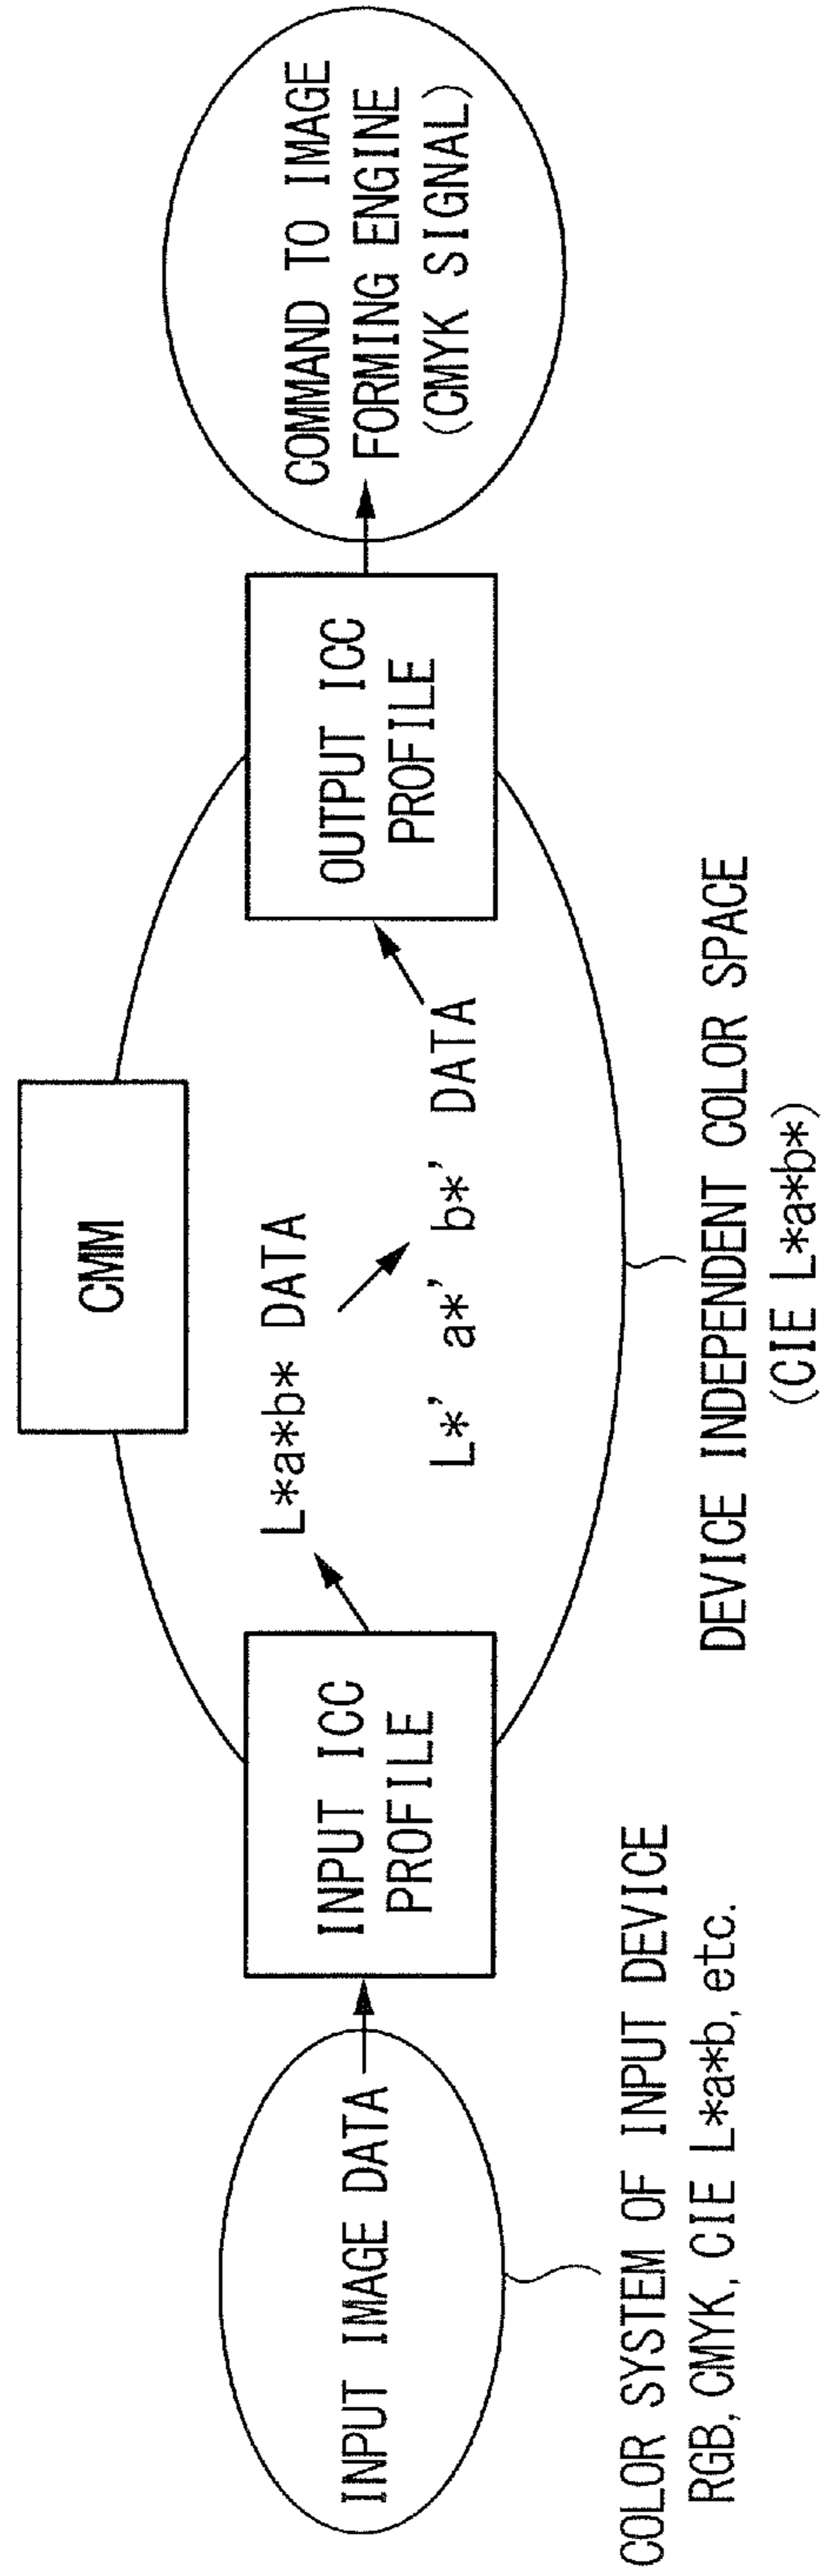 CMM
INPUT IMAGE DATA
INPUT ICC
PROFILE
L*a*b* DATA
L*' a*' b*' DATA
OUTPUT ICC
PROFILE
COMMAND TO IMAGE
FORMING ENGINE
(CMYK SIGNAL)
COLOR SYSTEM OF INPUT DEVICE
RGB, CMYK, CIE L*a*b, etc.
DEVICE INDEPENDENT COLOR SPACE
(CIE L*a*b*)